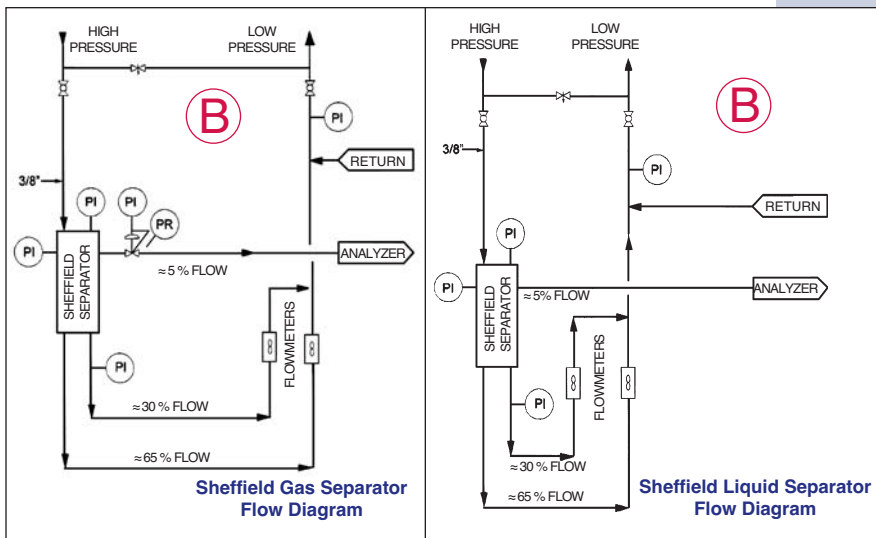 HIGH
PRESSURE
LOW
PRESSURE
B
PI
RETURN
3/8"
PI
PI
PR
PI
SHEFFIELD
SEPARATOR
ANALYZER
≈ 5 % FLOW
FLOWMETERS
PI
≈ 30 % FLOW
≈ 65 % FLOW
Sheffield Gas Separator
Flow Diagram
HIGH
PRESSURE
LOW
PRESSURE
B
3/8"
PI
RETURN
PI
PI
SHEFFIELD
SEPARATOR
≈ 5% FLOW
ANALYZER
FLOWMETERS
PI
≈ 30 % FLOW
≈ 65 % FLOW
Sheffield Liquid Separator
Flow Diagram